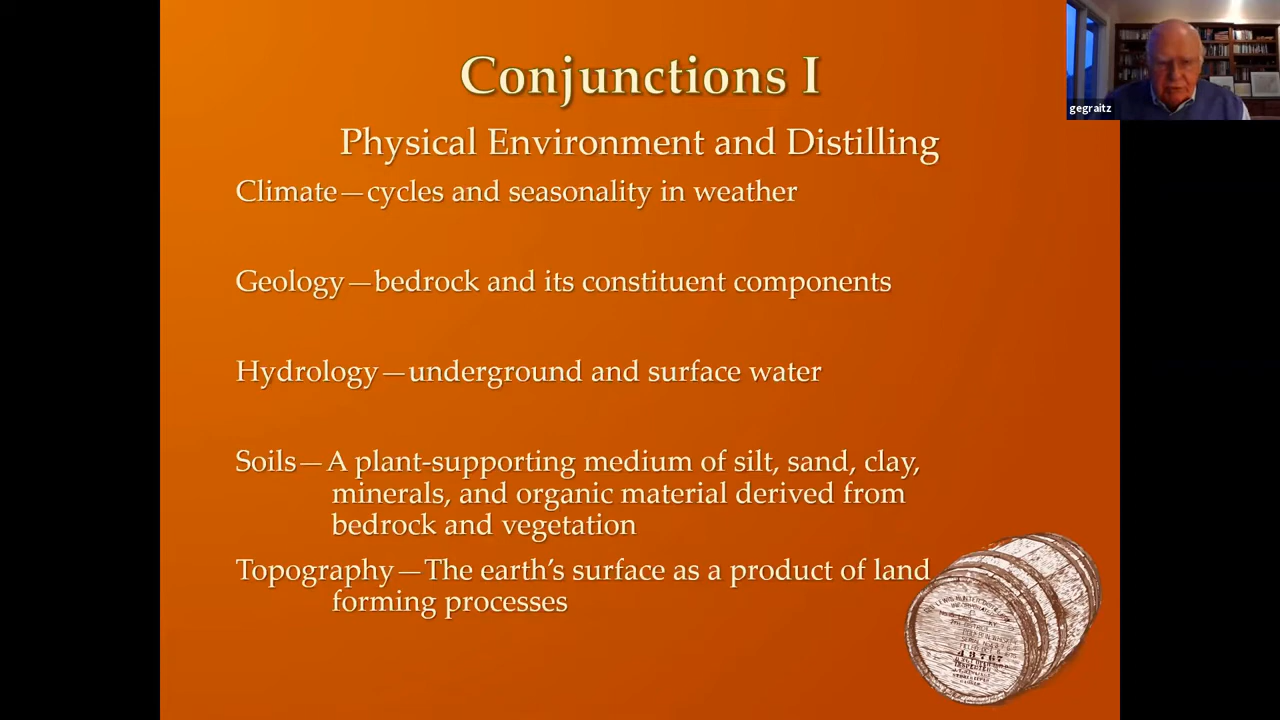 Conjunctions I
gegraitz
Physical Environment and Distilling
Climate—cycles and seasonality in weather
Geology—bedrock and its constituent components
Hydrology—underground and surface water
Soils—A plant-supporting medium of silt, sand, clay,
minerals, and organic material derived from
bedrock and vegetation
Topography—The earth's surface as a product of land
forming processes
43767